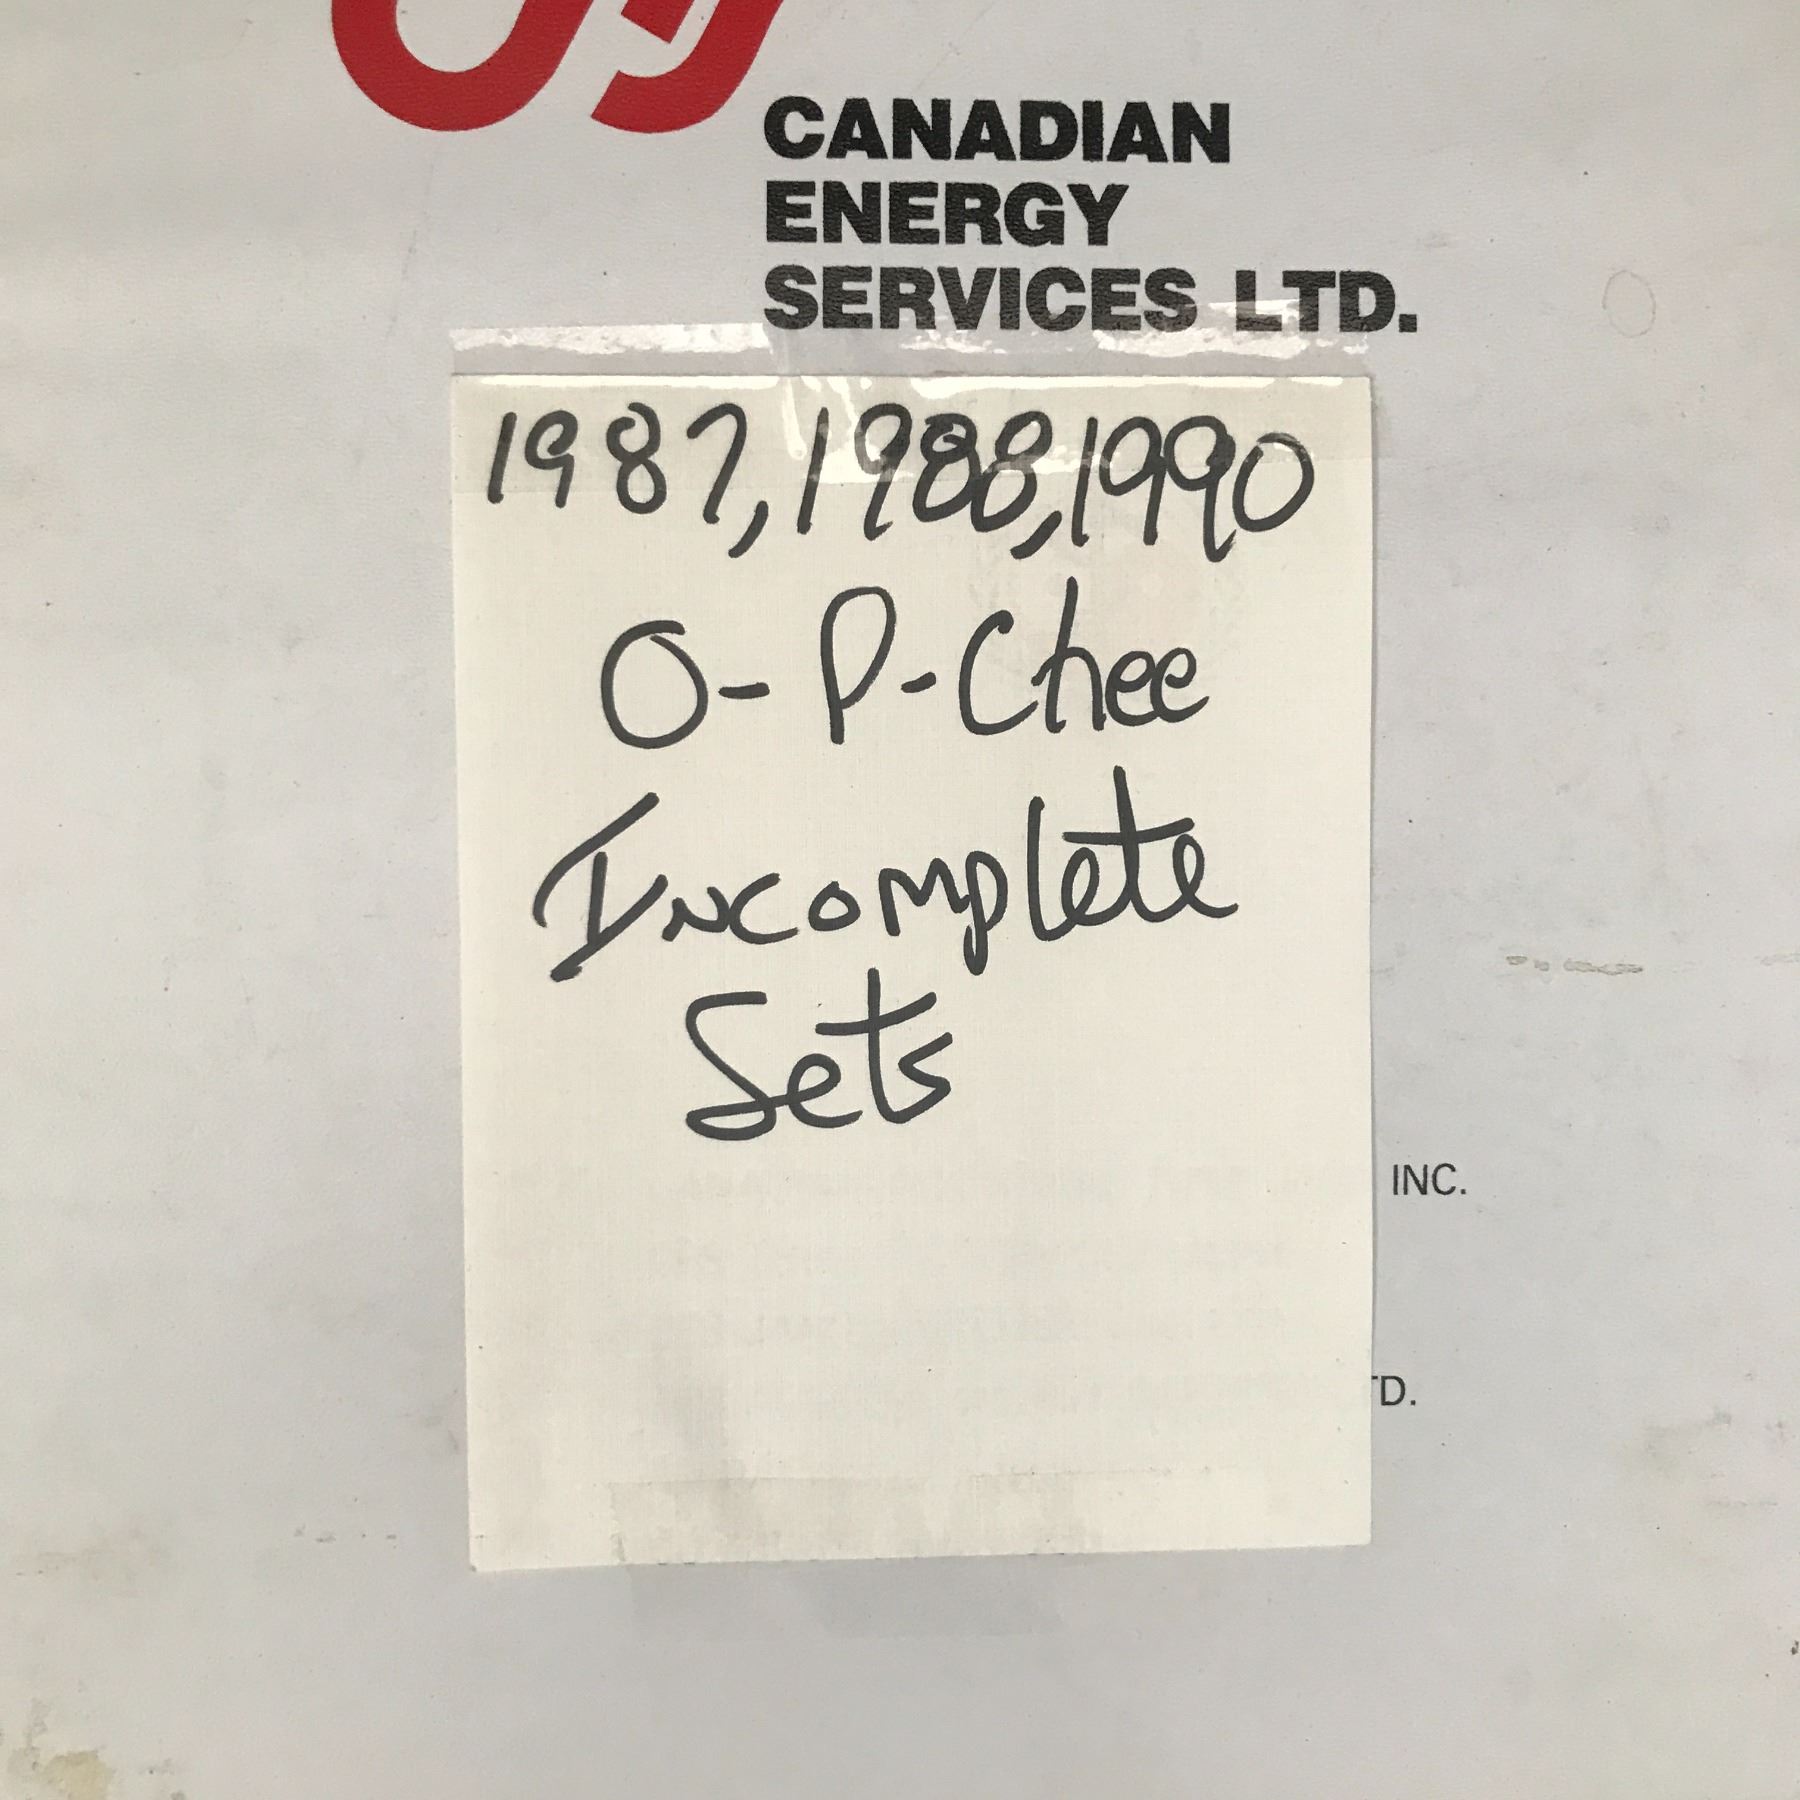 CANADIAN
ENERGY
SERVICES LTD.
1987, 1988, 1990
O-P-Chee
Incomplete
Sets
INC.
TD.